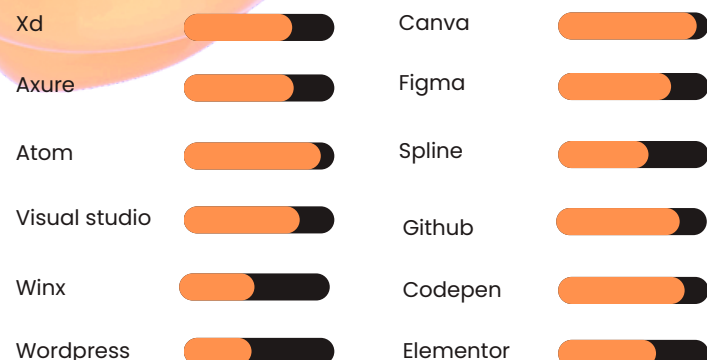 Xd
Canva
Axure
Figma
Atom
Spline
Visual studio
Github
Winx
Codepen
Wordpress
Elementor